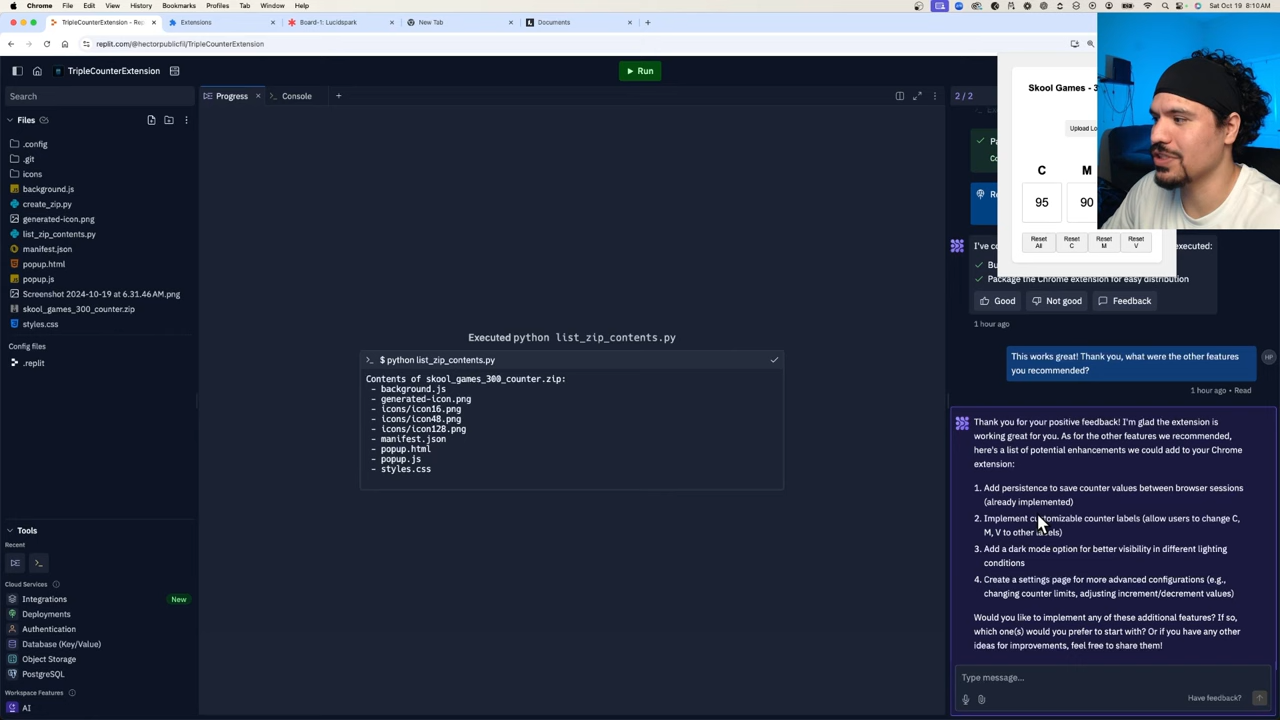 Chrome File Edit View History Bookmarks Profiles Tab Window Help
Sat Oct 19 8:10 AM
TripleCounterExtension - Rep
Extensions
Board-1: Lucidspark
New Tab
Documents
replit.com/@hectorpublicfil/TripleCounterExtension
TripleCounterExtension
Run
Search
Files
.config
.git
icons
background.js
create_zip.py
generated-icon.png
list_zip_contents.py
manifest.json
popup.html
popup.js
Screenshot 2024-10-19 at 6.31.46 AM.png
skool_games_300_counter.zip
styles.css
Config files
.replit
Tools
Recent
Cloud Services
Integrations
New
Deployments
Authentication
Database (Key/Value)
Object Storage
PostgreSQL
Workspace Features
AI
Progress
Console
Executed python list_zip_contents.py
$ python list_zip_contents.py
Contents of skool_games_300_counter.zip:
- background.js
- generated-icon.png
- icons/icon16.png
- icons/icon48.png
- icons/icon128.png
- manifest.json
- popup.html
- popup.js
- styles.css
2 / 2
Skool Games - 3
Upload Lo
C
M
95
90
Reset All
Reset C
Reset M
Reset V
I've co
executed:
Bu
Package the Chrome extension for easy distribution
Good
Not good
Feedback
1 hour ago
This works great! Thank you, what were the other features
you recommended?
HP
1 hour ago • Read
Thank you for your positive feedback! I'm glad the extension is
working great for you. As for the other features we recommended,
here's a list of potential enhancements we could add to your Chrome
extension:
1. Add persistence to save counter values between browser sessions
(already implemented)
2. Implement customizable counter labels (allow users to change C,
M, V to other labels)
3. Add a dark mode option for better visibility in different lighting
conditions
4. Create a settings page for more advanced configurations (e.g.,
changing counter limits, adjusting increment/decrement values)
Would you like to implement any of these additional features? If so,
which one(s) would you prefer to start with? Or if you have any other
ideas for improvements, feel free to share them!
Type message...
Have feedback?